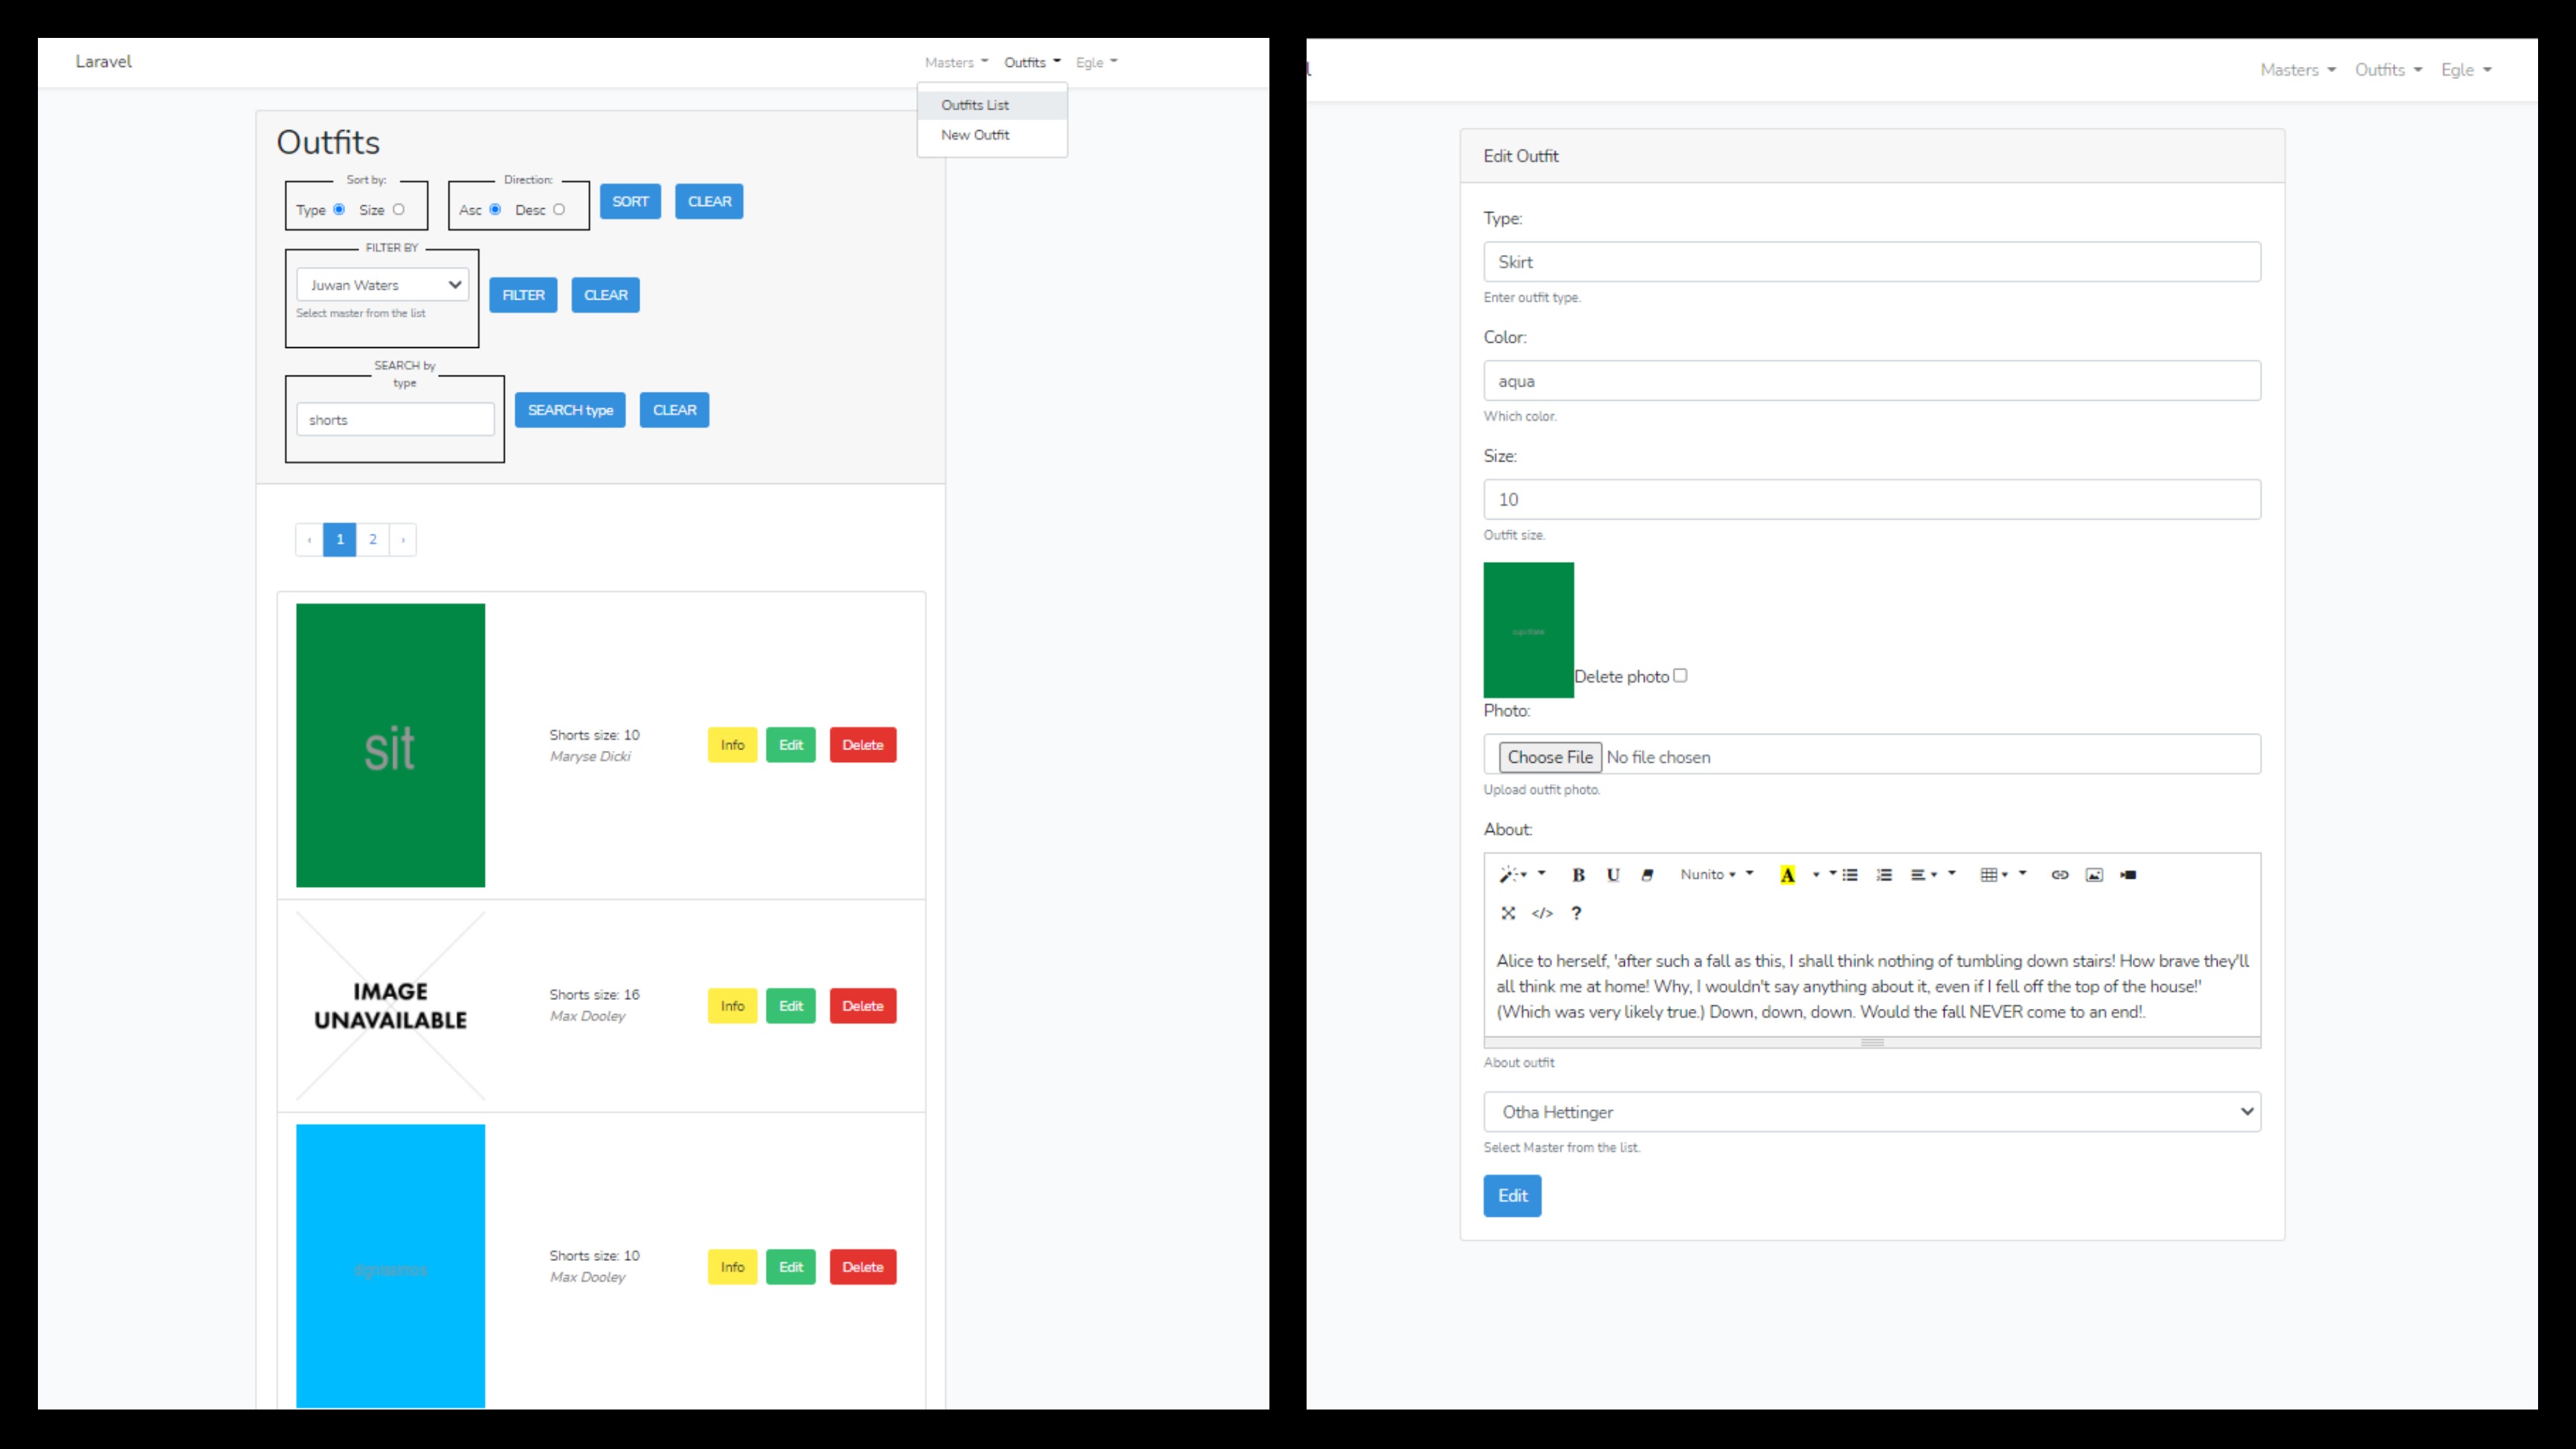 Laravel
Masters Outfits Egle
Outfits List
New Outfit
Outfits
Sort by:
Type Size
Direction:
Asc Desc
SORT CLEAR
FILTER BY
Juwan Waters
Select master from the list
FILTER CLEAR
SEARCH by
type
shorts
SEARCH type CLEAR
‹ 1 2 ›
sit
Shorts size: 10
Maryse Dicki
Info Edit Delete
IMAGE
UNAVAILABLE
Shorts size: 16
Max Dooley
Info Edit Delete
Shorts size: 10
Max Dooley
Info Edit Delete
Masters Outfits Egle
Edit Outfit
Type:
Skirt
Enter outfit type.
Color:
aqua
Which color.
Size:
10
Outfit size.
Delete photo
Photo:
Choose File No file chosen
Upload outfit photo.
About:
B U Nunito A
</> ?
Alice to herself, 'after such a fall as this, I shall think nothing of tumbling down stairs! How brave they'll
all think me at home! Why, I wouldn't say anything about it, even if I fell off the top of the house!'
(Which was very likely true.) Down, down, down. Would the fall NEVER come to an end!.
About outfit
Otha Hettinger
Select Master from the list.
Edit